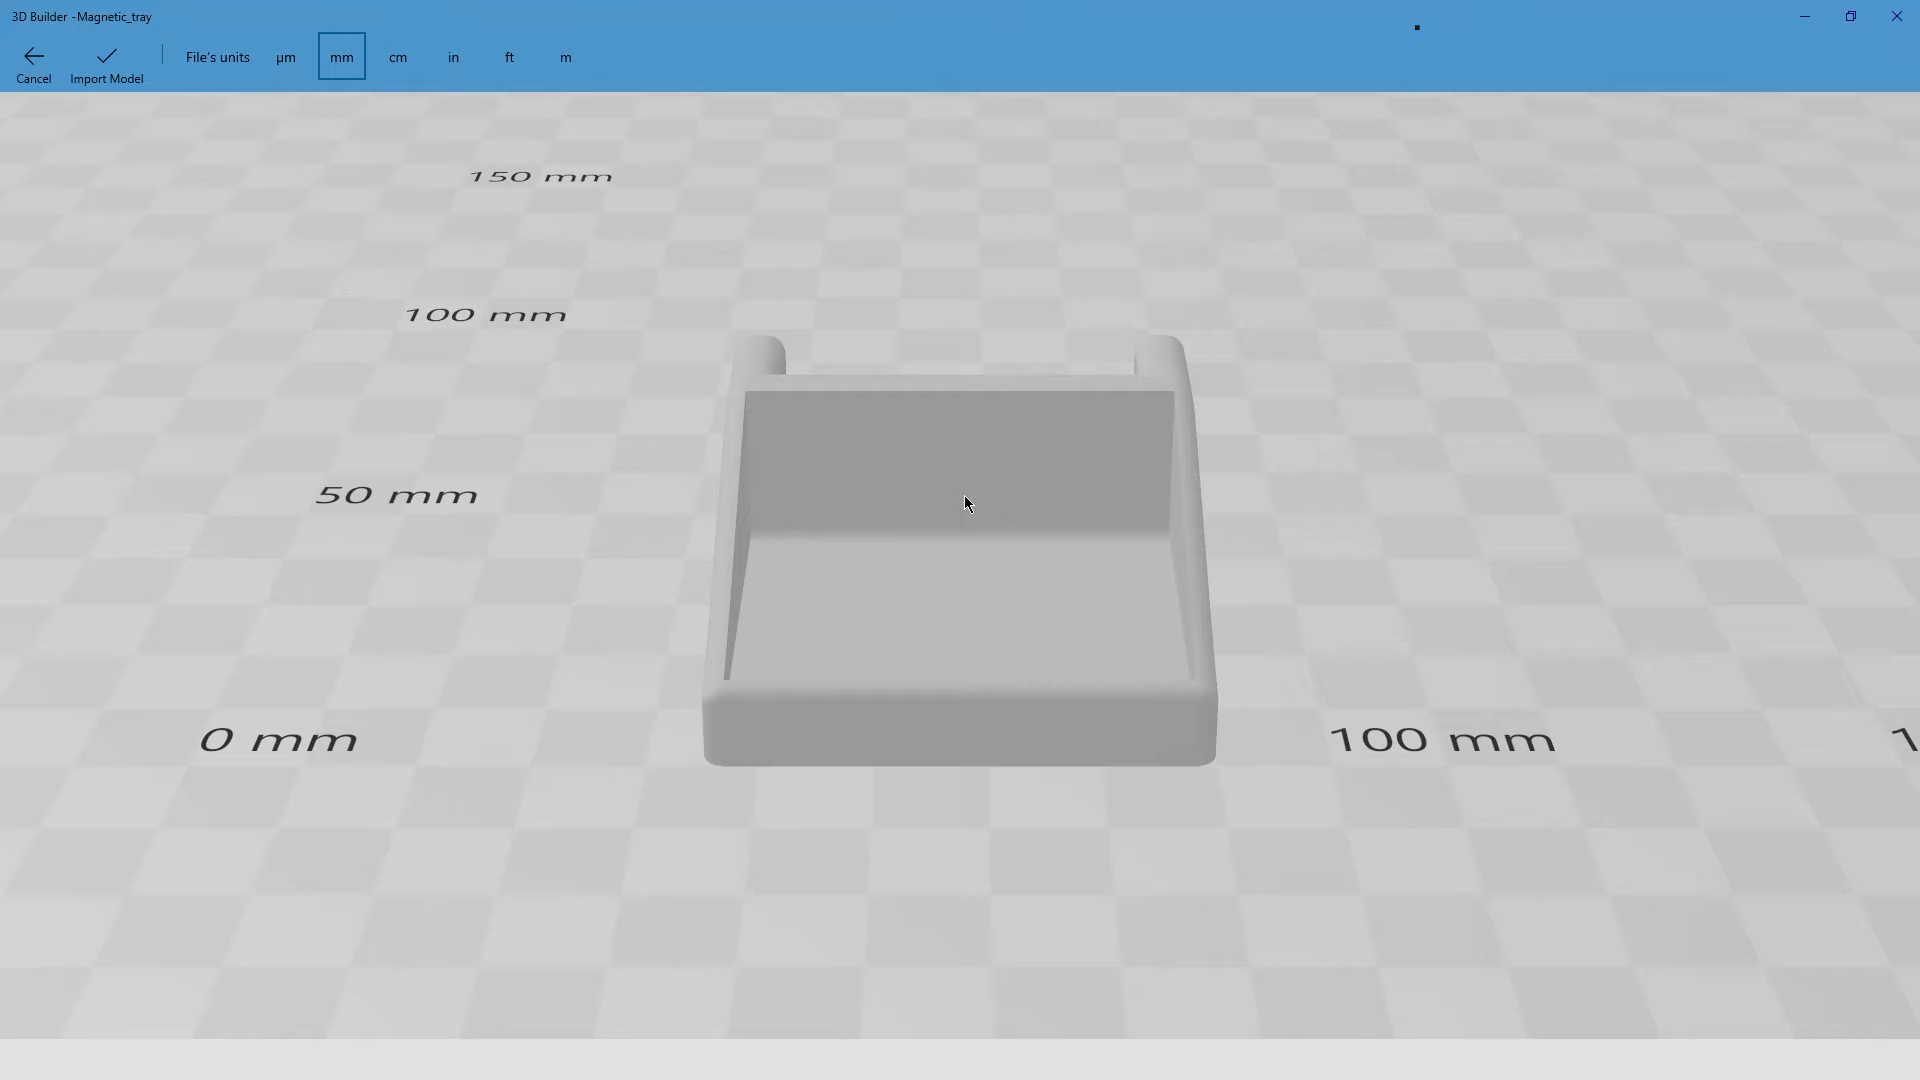 3D Builder -Magnetic_tray
File's units µm mm cm in ft m
Cancel Import Model
150 mm
100 mm
50 mm
0 mm 100 mm